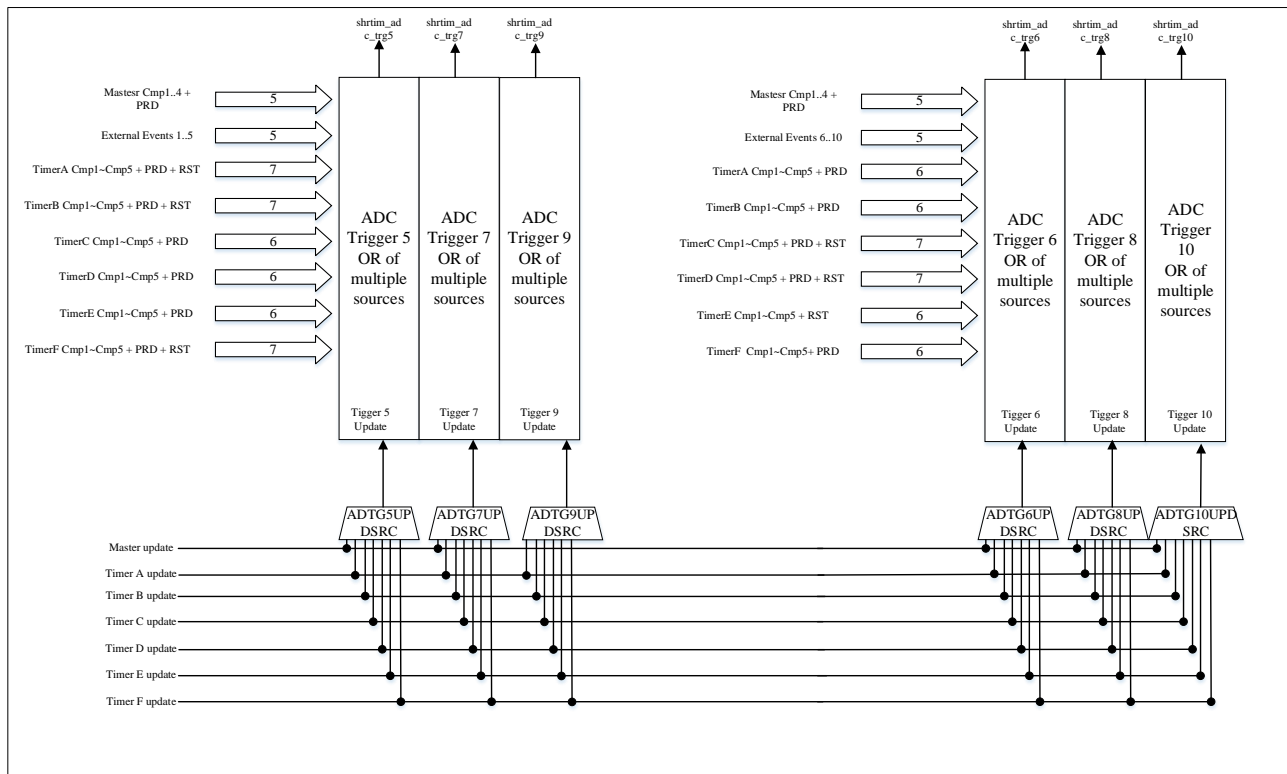 shrtim_ad
c_trg5
shrtim_ad
c_trg7
shrtim_ad
c_trg9
shrtim_ad
c_trg6
shrtim_ad
c_trg8
shrtim_ad
c_trg10
Mastesr Cmp1..4 +
PRD
5
External Events 1..5
5
TimerA Cmp1~Cmp5 + PRD + RST
7
TimerB Cmp1~Cmp5 + PRD + RST
7
TimerC Cmp1~Cmp5 + PRD
6
TimerD Cmp1~Cmp5 + PRD
6
TimerE Cmp1~Cmp5 + PRD
6
TimerF Cmp1~Cmp5 + PRD + RST
7
ADC
Trigger 5
OR of
multiple
sources
ADC
Trigger 7
OR of
multiple
sources
ADC
Trigger 9
OR of
multiple
sources
Tigger 5
Update
Tigger 7
Update
Tigger 9
Update
Mastesr Cmp1..4 +
PRD
5
External Events 6..10
5
TimerA Cmp1~Cmp5 + PRD
6
TimerB Cmp1~Cmp5 + PRD
6
TimerC Cmp1~Cmp5 + PRD + RST
7
TimerD Cmp1~Cmp5 + PRD + RST
7
TimerE Cmp1~Cmp5 + RST
6
TimerF Cmp1~Cmp5+ PRD
6
ADC
Trigger 6
OR of
multiple
sources
ADC
Trigger 8
OR of
multiple
sources
ADC
Trigger
10
OR of
multiple
sources
Tigger 6
Update
Tigger 8
Update
Tigger 10
Update
ADTG5UP
DSRC
ADTG7UP
DSRC
ADTG9UP
DSRC
ADTG6UP
DSRC
ADTG8UP
DSRC
ADTG10UPD
SRC
Master update
Timer A update
Timer B update
Timer C update
Timer D update
Timer E update
Timer F update